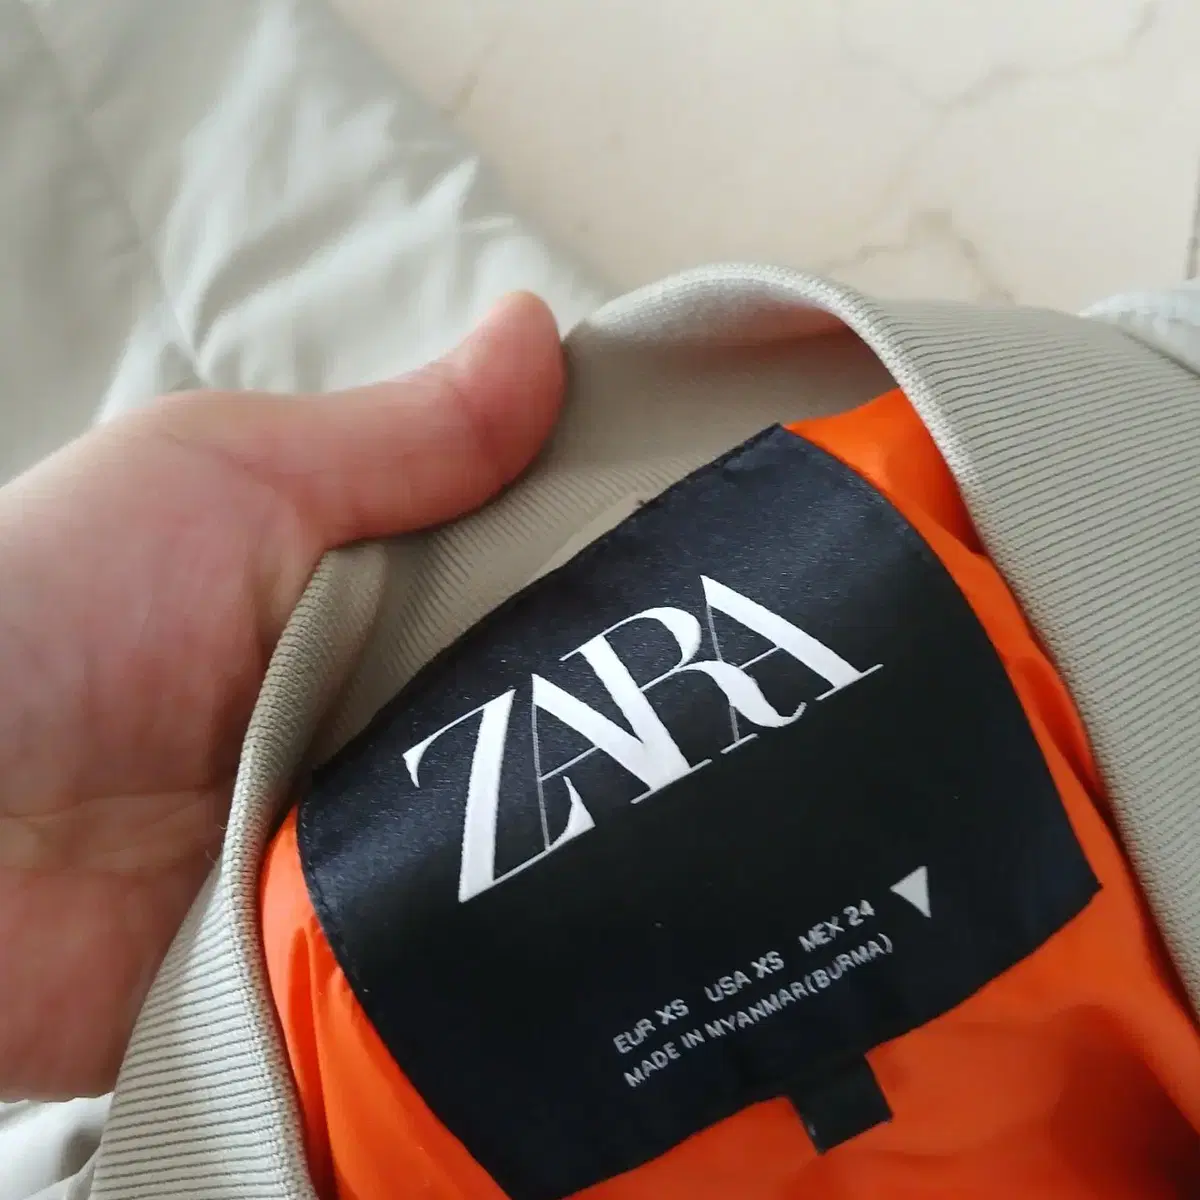 ZARA
EUR XS USA XS MEX 24
MADE IN MYANMAR(BURMA)